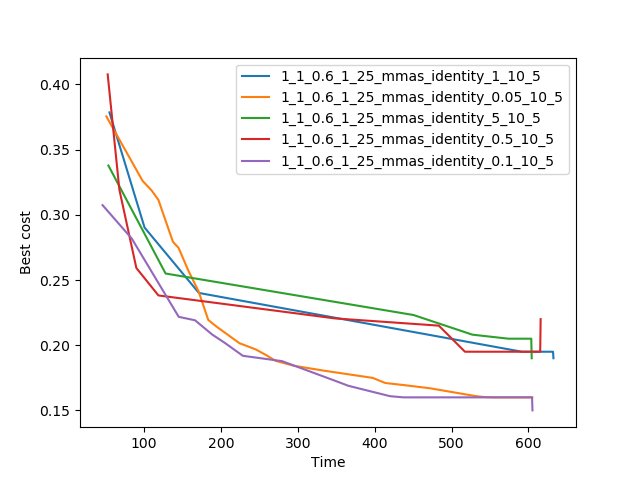 1_1_0.6_1_25_mmas_identity_1_10_5
1_1_0.6_1_25_mmas_identity_0.05_10_5
1_1_0.6_1_25_mmas_identity_5_10_5
1_1_0.6_1_25_mmas_identity_0.5_10_5
1_1_0.6_1_25_mmas_identity_0.1_10_5
Best cost
0.40
0.35
0.30
0.25
0.20
0.15
100 200 300 400 500 600
Time